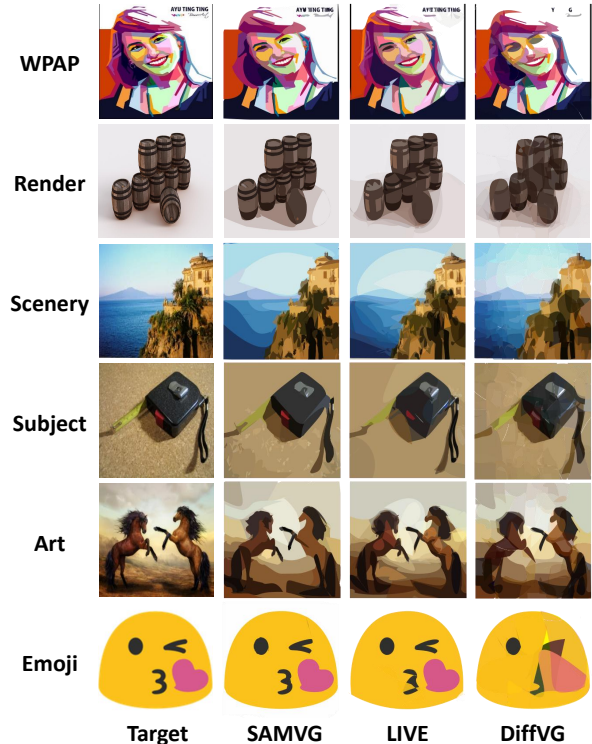 WPAP
AYU TING TING
AYU TING TING
AYU TING TING
Render
Scenery
Subject
Art
Emoji
Target
SAMVG
LIVE
DiffVG